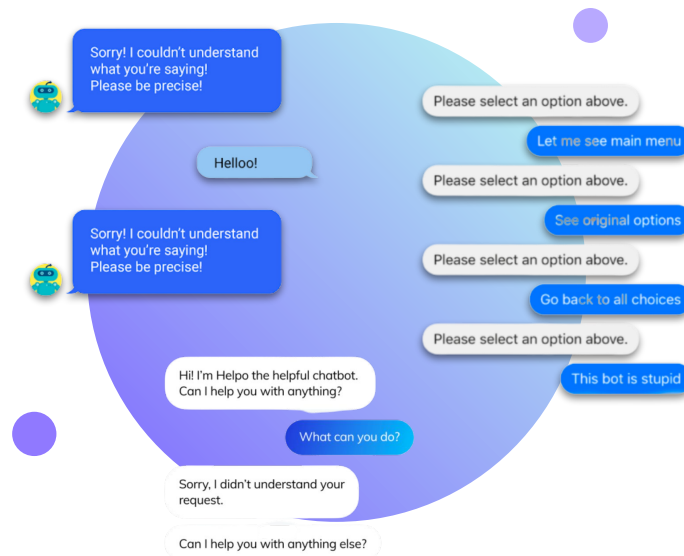 Sorry! I couldn't understand
what you're saying!
Please be precise!
Helloo!
Sorry! I couldn't understand
what you're saying!
Please be precise!
Please select an option above.
Let me see main menu
Please select an option above.
See original options
Please select an option above.
Go back to all choices
Please select an option above.
This bot is stupid
Hi! I'm Helpo the helpful chatbot.
Can I help you with anything?
What can you do?
Sorry, I didn't understand your
request.
Can I help you with anything else?